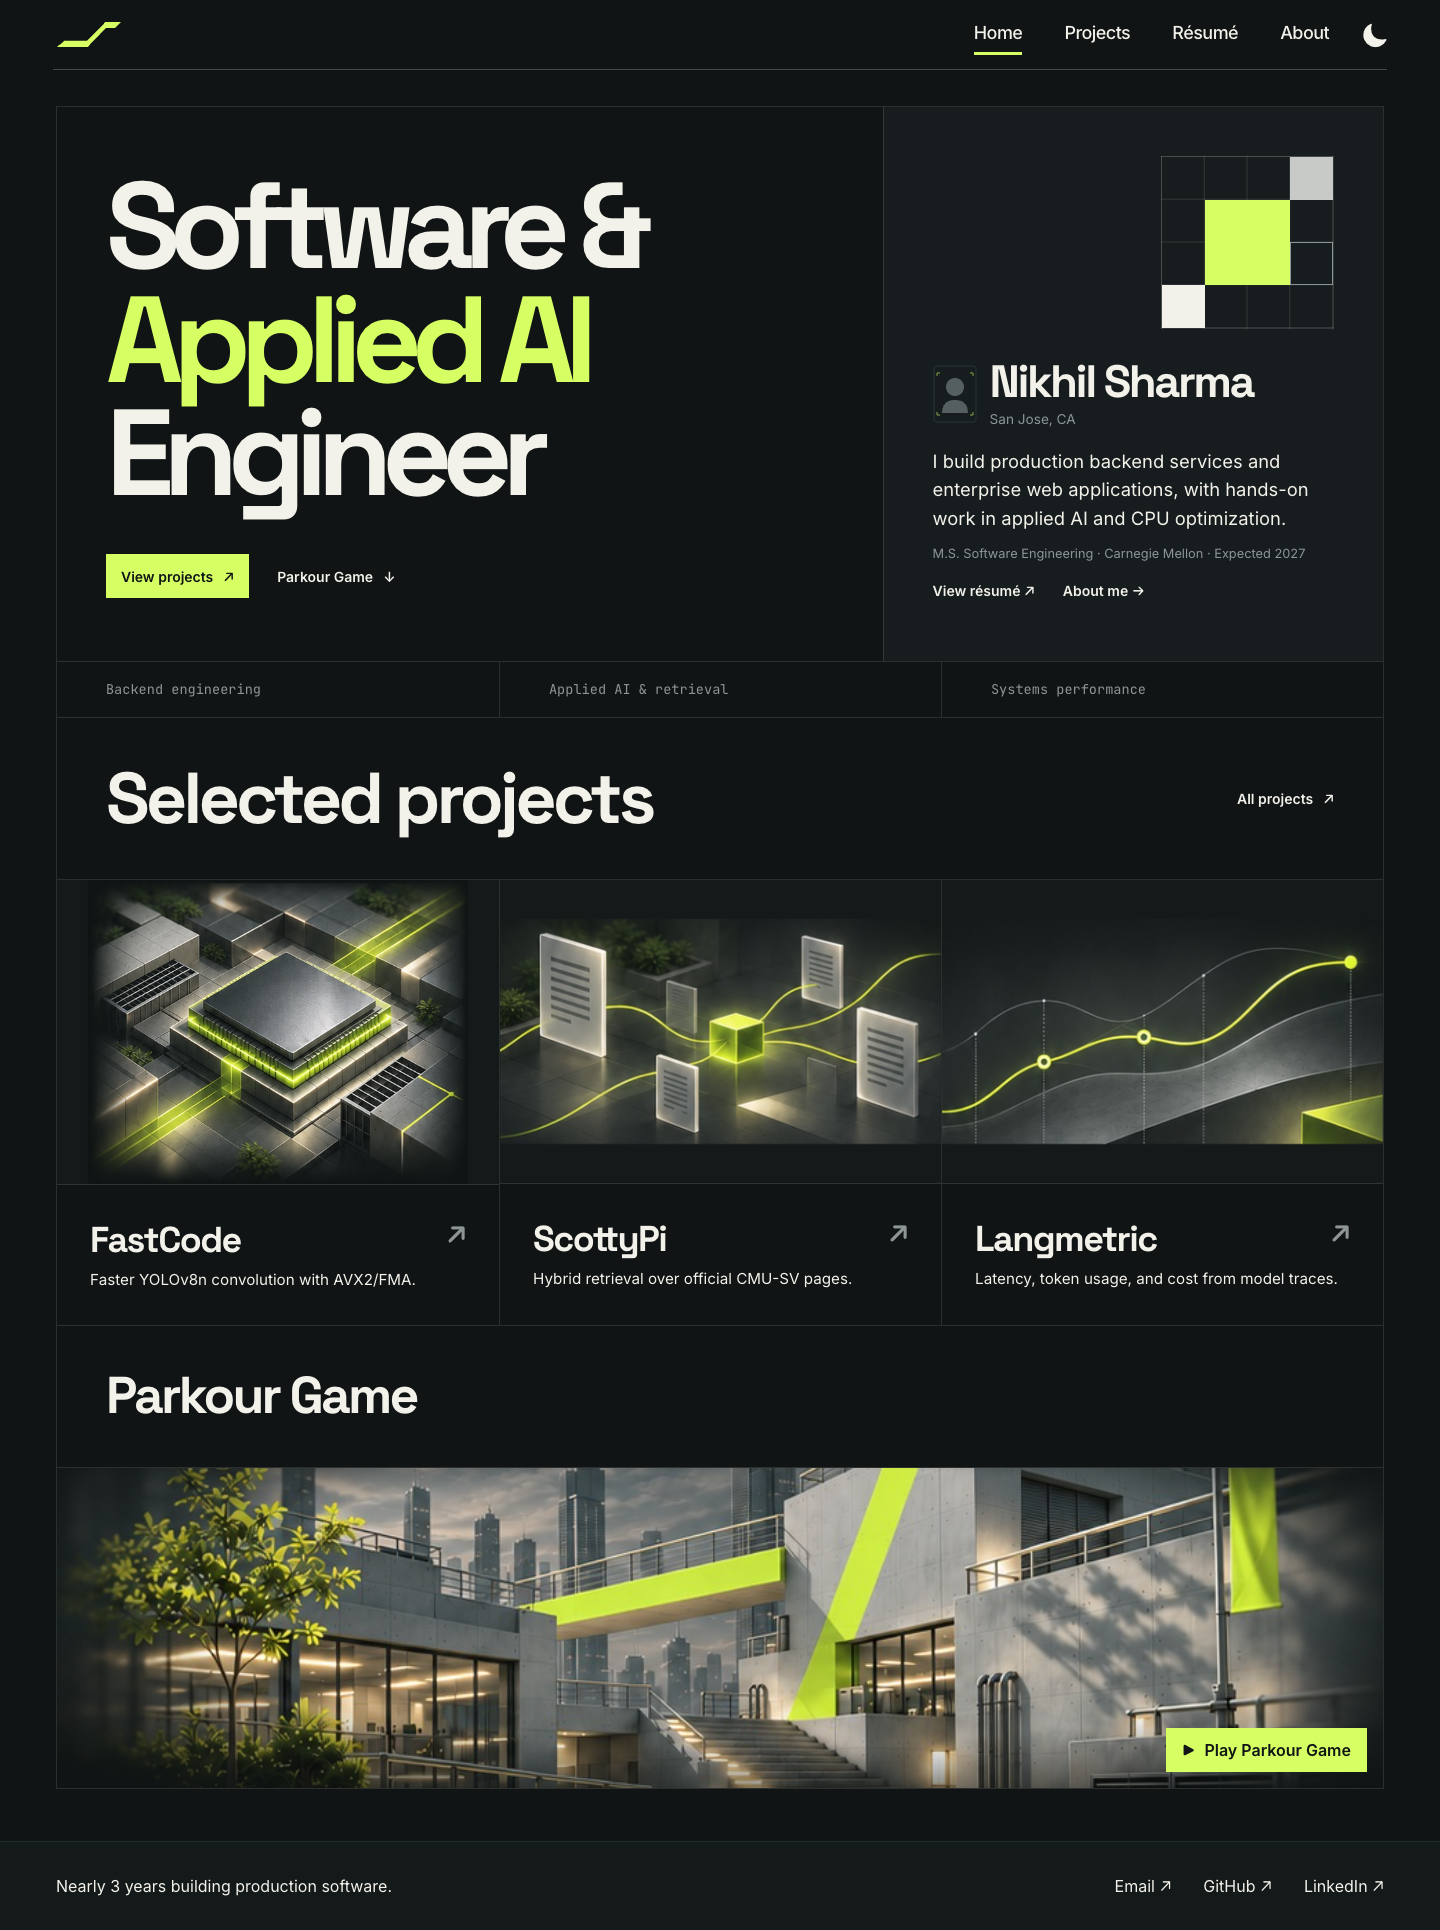 Home Projects Résumé About
Software &
Applied AI
Engineer
View projects ↗ Parkour Game ↓
Nikhil Sharma
San Jose, CA
I build production backend services and
enterprise web applications, with hands-on
work in applied AI and CPU optimization.
M.S. Software Engineering · Carnegie Mellon · Expected 2027
View résumé ↗ About me →
Backend engineering
Applied AI & retrieval
Systems performance
Selected projects
All projects ↗
FastCode ↗
Faster YOLOv8n convolution with AVX2/FMA.
ScottyPi ↗
Hybrid retrieval over official CMU-SV pages.
Langmetric ↗
Latency, token usage, and cost from model traces.
Parkour Game
Play Parkour Game
Nearly 3 years building production software.
Email ↗ GitHub ↗ LinkedIn ↗